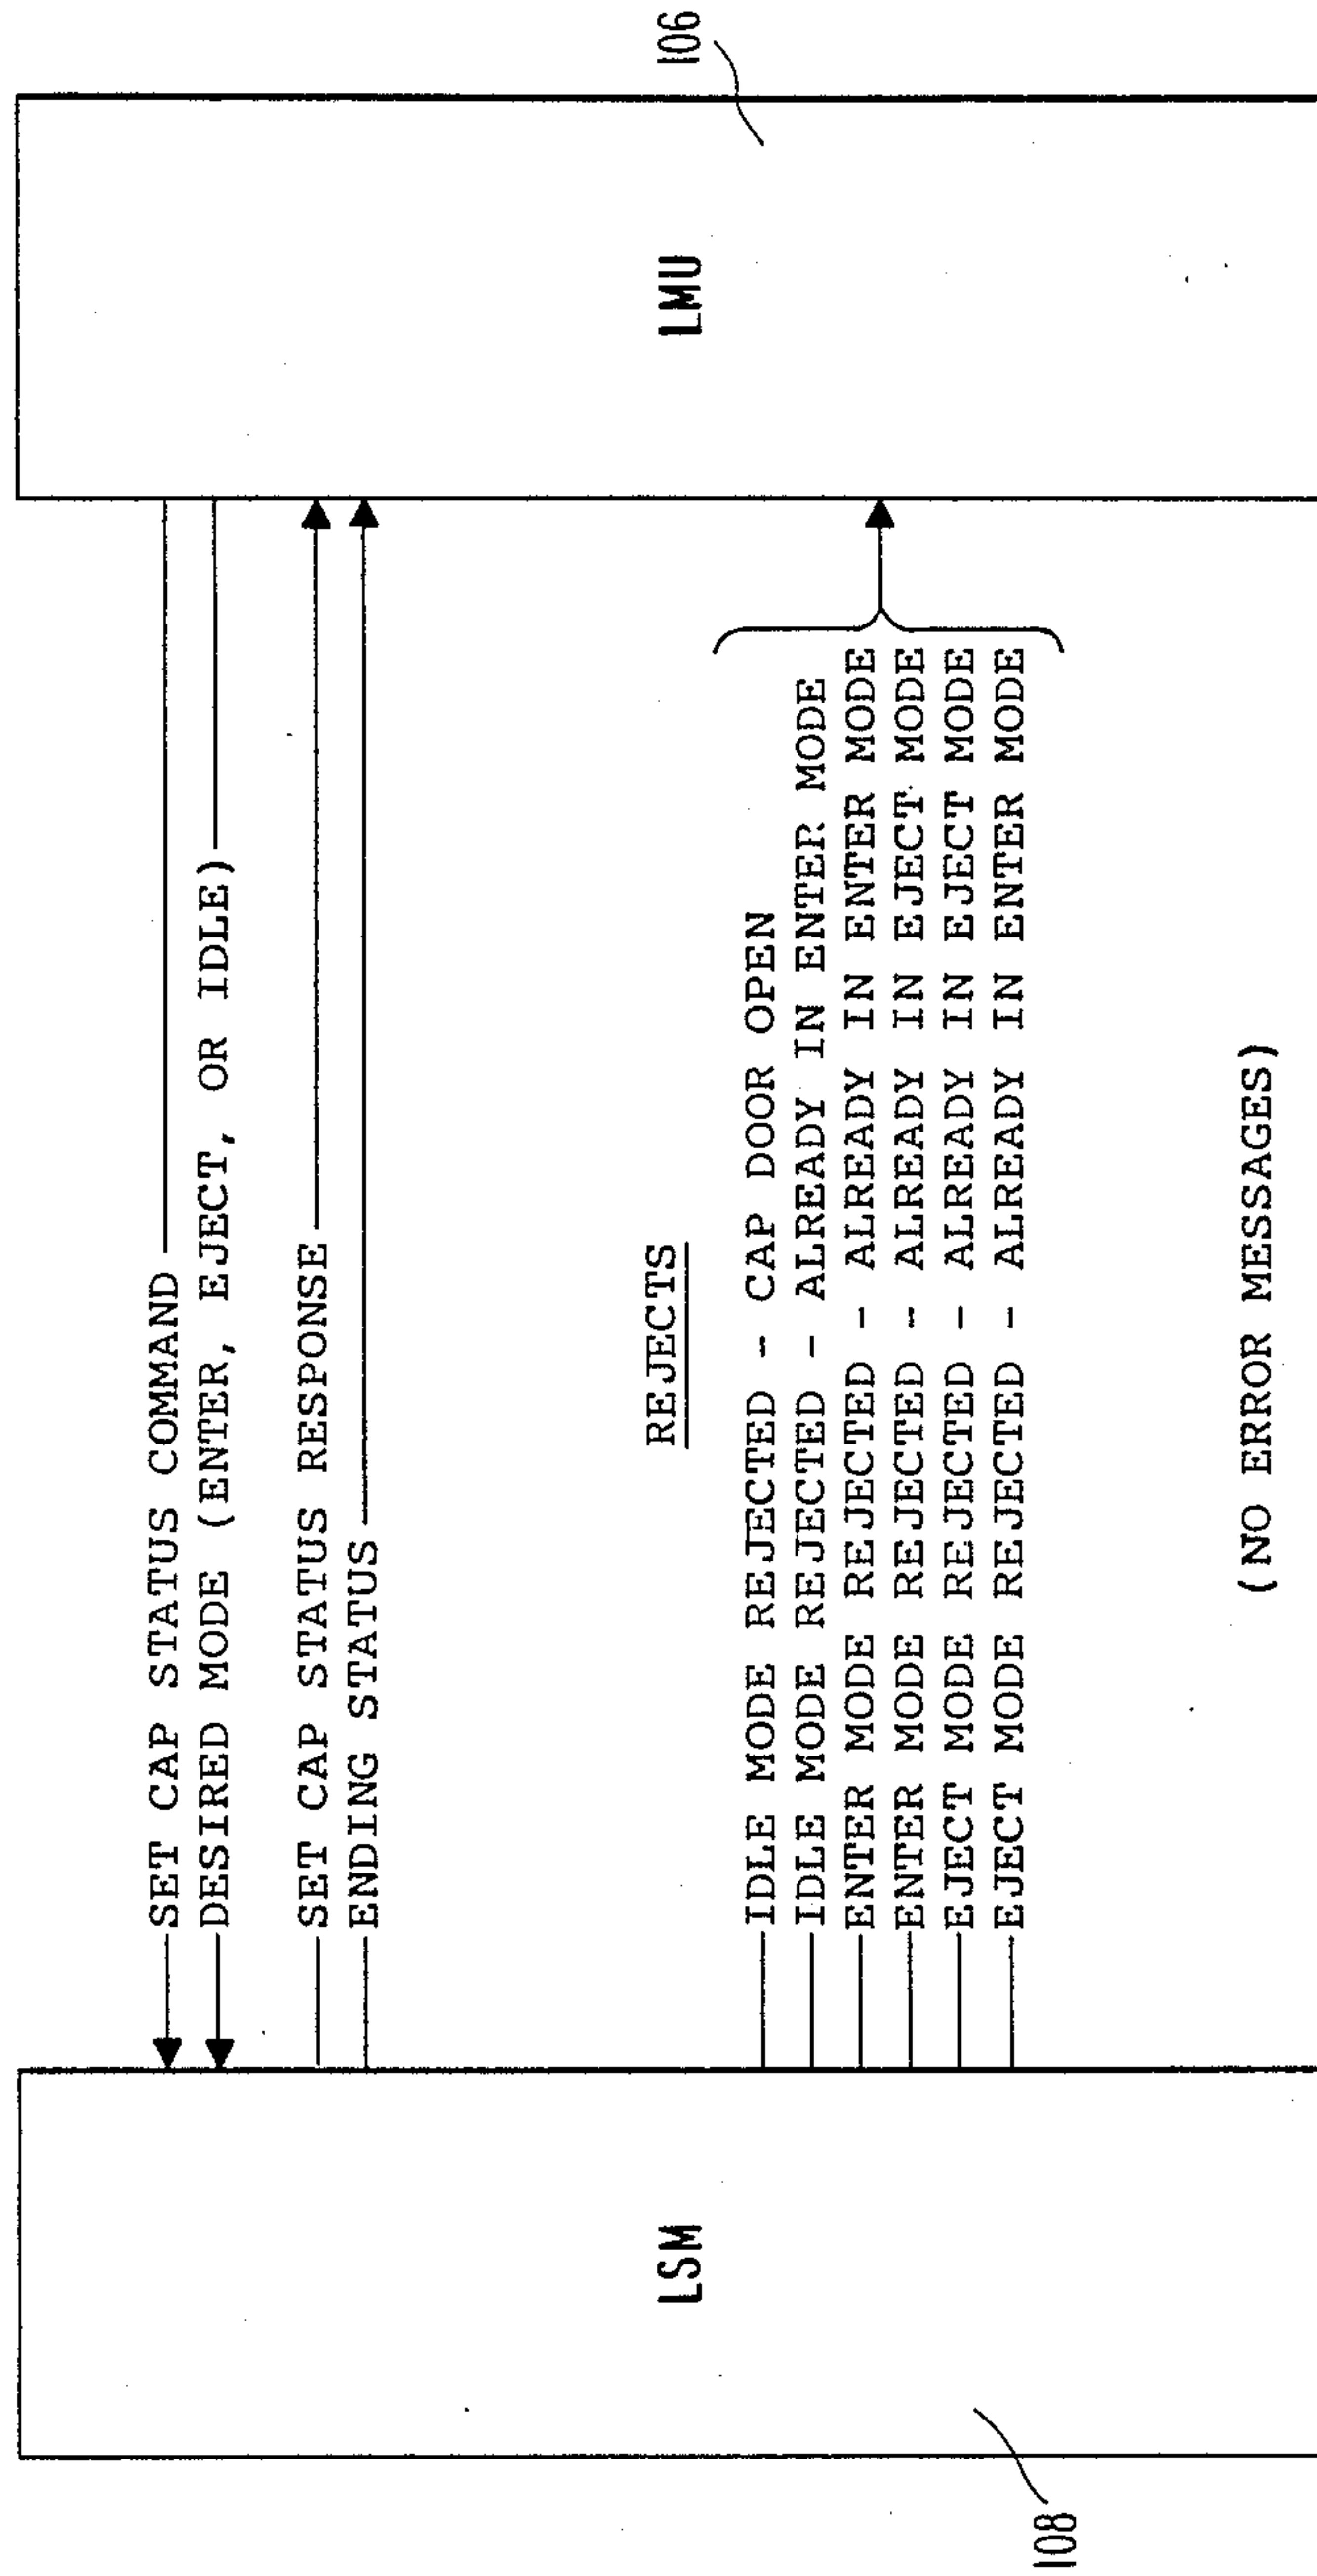 SET CAP STATUS COMMAND
DESIRED MODE (ENTER, EJECT, OR IDLE)
SET CAP STATUS RESPONSE
ENDING STATUS
LSM
LMU
106
REJECTS
IDLE MODE REJECTED - CAP DOOR OPEN
IDLE MODE REJECTED - ALREADY IN ENTER MODE
ENTER MODE REJECTED - ALREADY IN ENTER MODE
ENTER MODE REJECTED - ALREADY IN EJECT MODE
EJECT MODE REJECTED - ALREADY IN EJECT MODE
EJECT MODE REJECTED - ALREADY IN ENTER MODE
108
(NO ERROR MESSAGES)